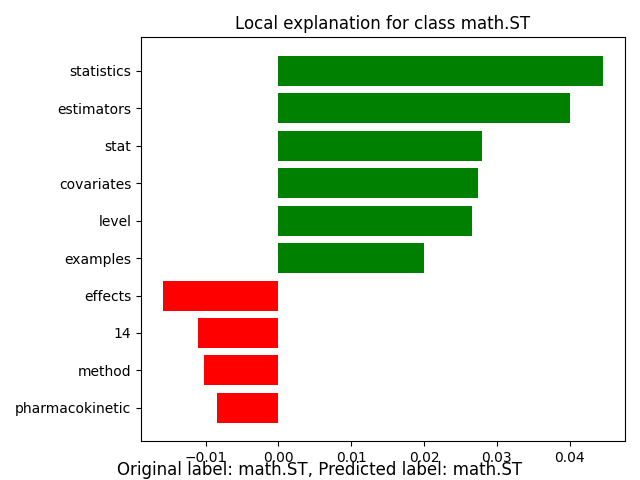 Local explanation for class math.ST
statistics
estimators
stat
covariates
level
examples
effects
14
method
pharmacokinetic
−0.01 0.00 0.01 0.02 0.03 0.04
Original label: math.ST, Predicted label: math.ST